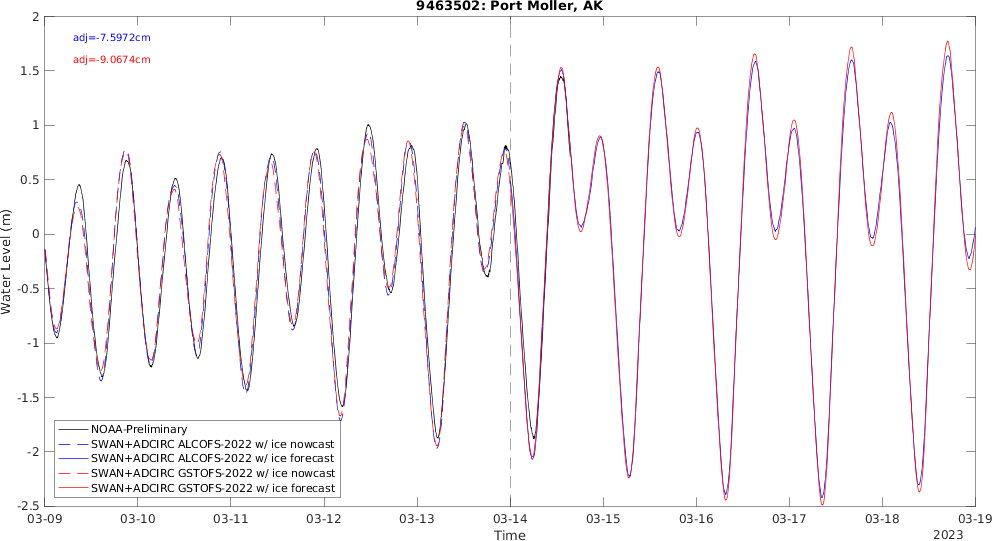 9463502: Port Moller, AK
adj=-7.5972cm
adj=-9.0674cm
2
1.5
1
0.5
0
-0.5
-1
-1.5
-2
-2.5
Water Level (m)
NOAA-Preliminary
SWAN+ADCIRC ALCOFS-2022 w/ ice nowcast
SWAN+ADCIRC ALCOFS-2022 w/ ice forecast
SWAN+ADCIRC GSTOFS-2022 w/ ice nowcast
SWAN+ADCIRC GSTOFS-2022 w/ ice forecast
03-09 03-10 03-11 03-12 03-13 03-14 03-15 03-16 03-17 03-18 03-19
Time
2023